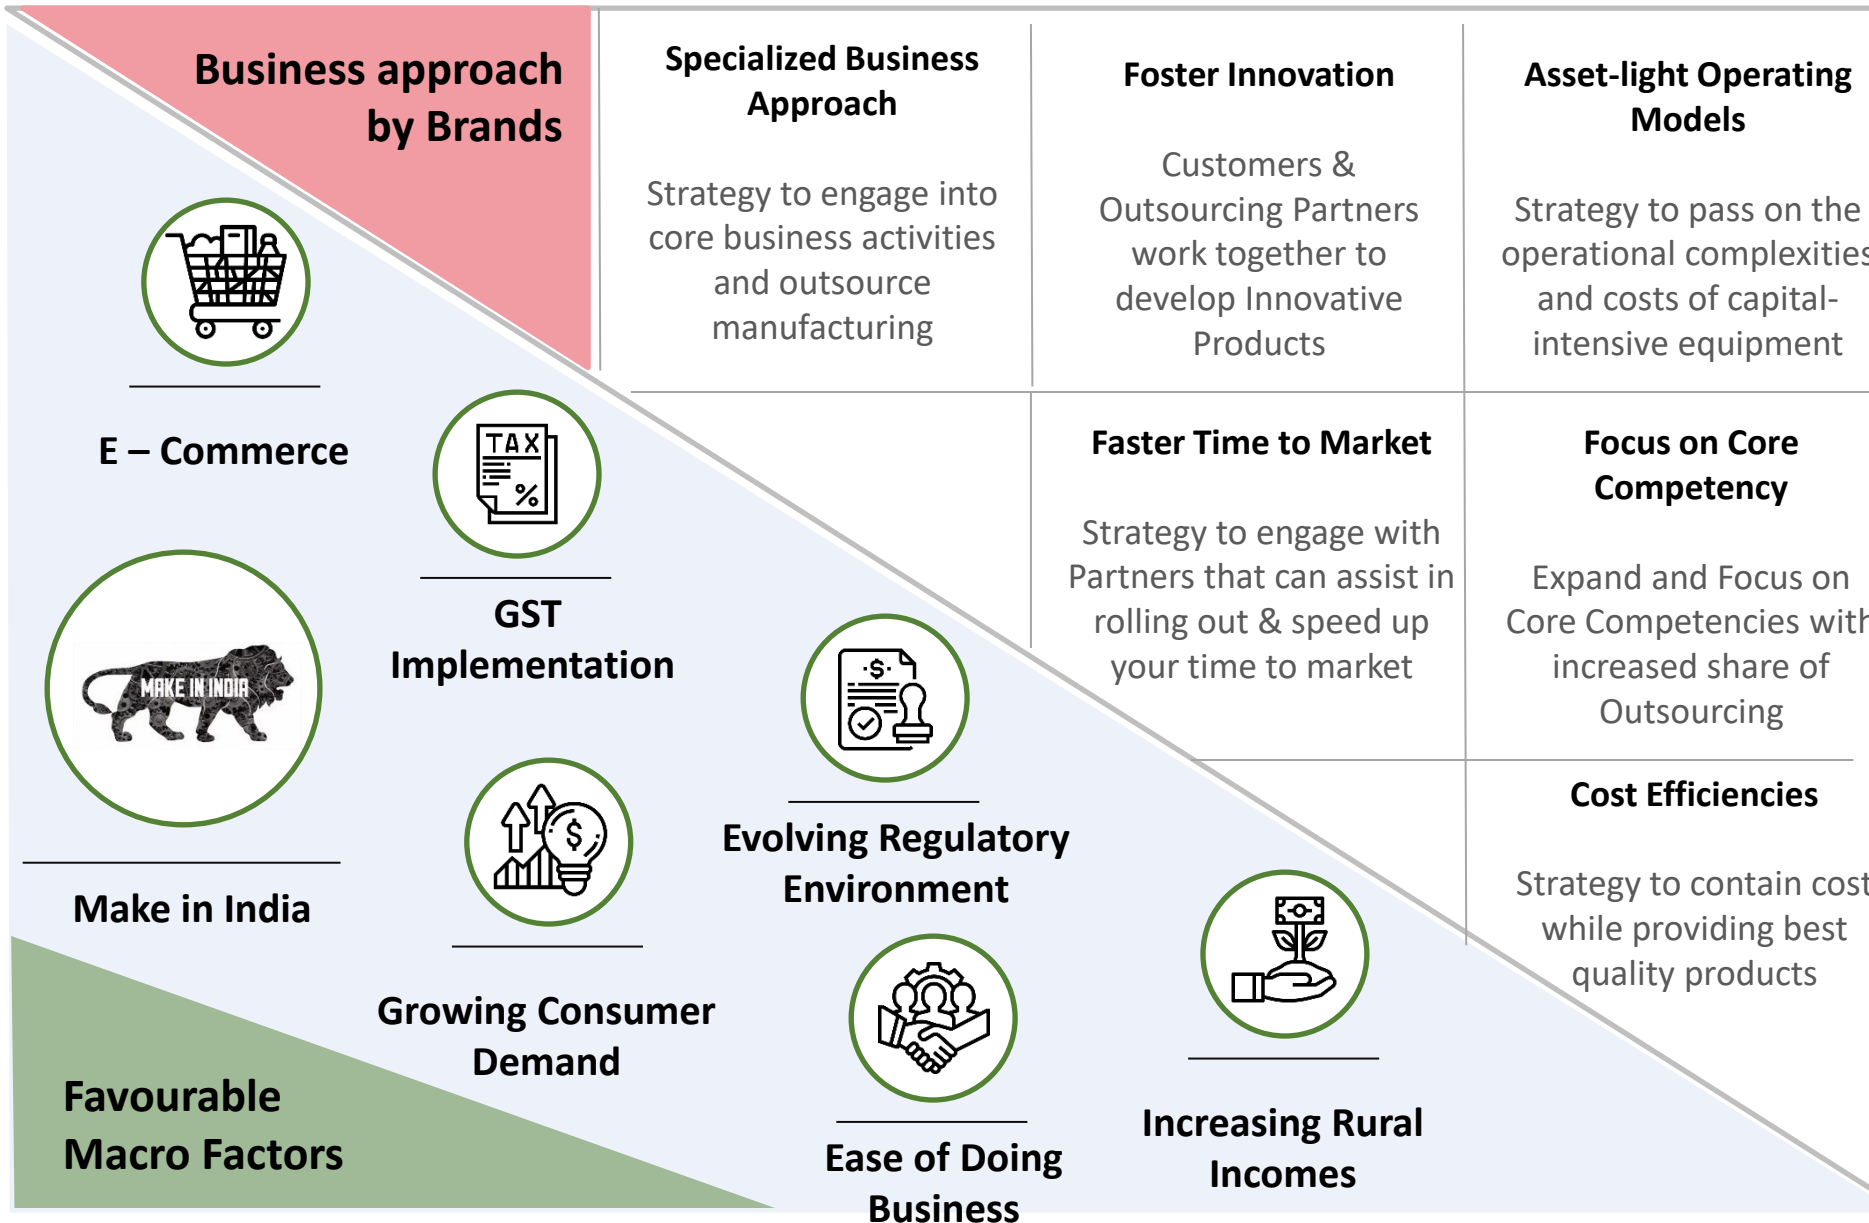 Business approach
by Brands
Specialized Business
Approach
Strategy to engage into
core business activities
and outsource
manufacturing
Foster Innovation
Customers &
Outsourcing Partners
work together to
develop Innovative
Products
Asset-light Operating
Models
Strategy to pass on the
operational complexities
and costs of capital-
intensive equipment
Faster Time to Market
Strategy to engage with
Partners that can assist in
rolling out & speed up
your time to market
Focus on Core
Competency
Expand and Focus on
Core Competencies with
increased share of
Outsourcing
Cost Efficiencies
Strategy to contain cost
while providing best
quality products
E – Commerce
TAX
%
GST
Implementation
MAKE IN INDIA
Make in India
$
Evolving Regulatory
Environment
$
Growing Consumer
Demand
Ease of Doing
Business
Increasing Rural
Incomes
Favourable
Macro Factors